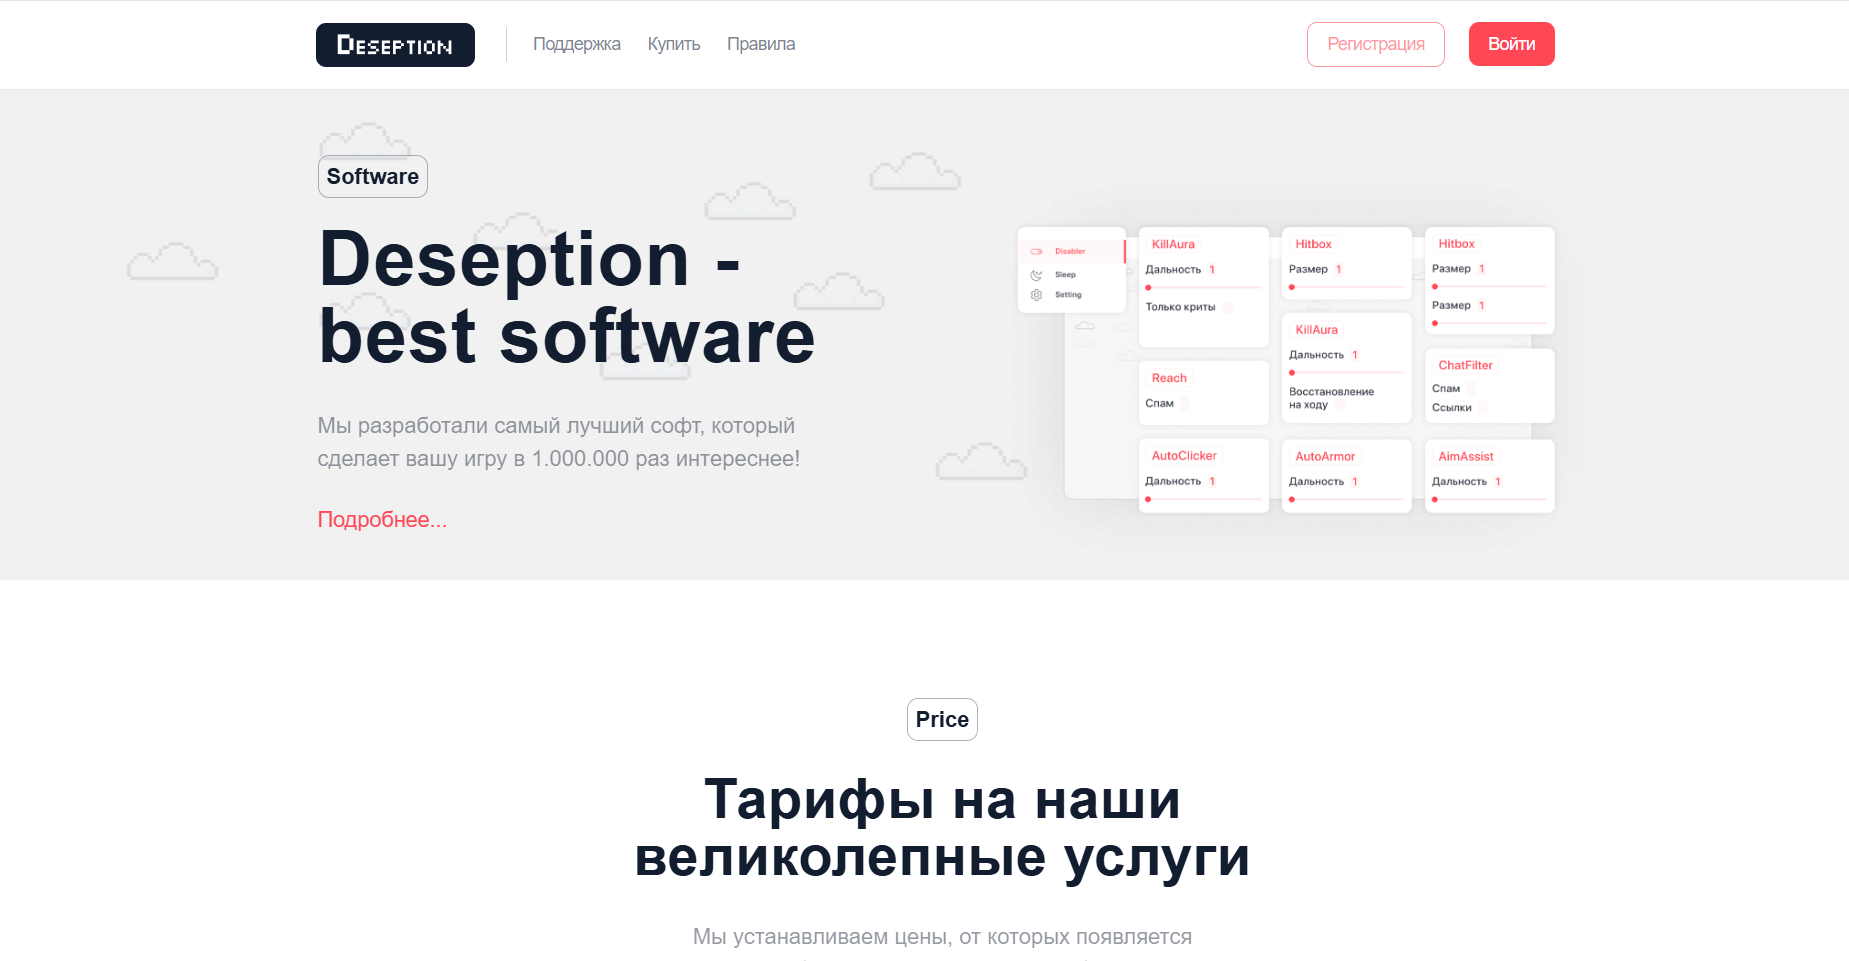 DESEPTION
Поддержка Купить Правила
Регистрация
Войти
Software
Deseption -
best software
Мы разработали самый лучший софт, который
сделает вашу игру в 1.000.000 раз интереснее!
Подробнее...
Disabler
Sleep
Setting
KillAura
Дальность 1
Только криты
Reach
Спам
AutoClicker
Дальность 1
Hitbox
Размер 1
KillAura
Дальность 1
Восстановление
на ходу
AutoArmor
Дальность 1
Hitbox
Размер 1
Размер 1
ChatFilter
Спам
Ссылки
AimAssist
Дальность 1
Price
Тарифы на наши
великолепные услуги
Мы устанавливаем цены, от которых появляется